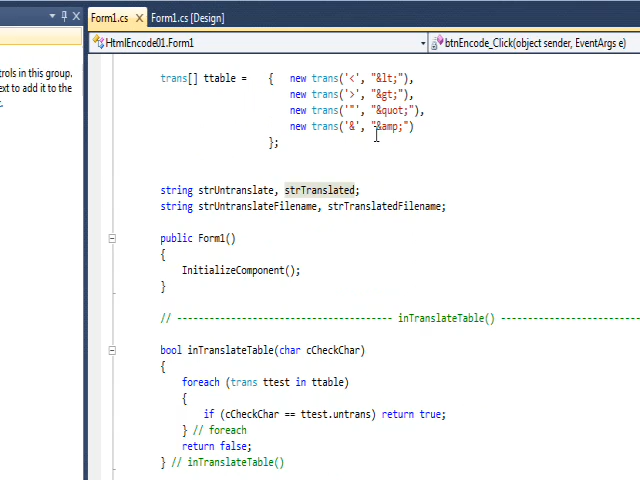 Form1.cs Form1.cs [Design]
HtmlEncode01.Form1 btnEncode_Click(object sender, EventArgs e)
trols in this group.
ext to add it to the
trans[] ttable = { new trans('<', "&lt;"),
new trans('>', "&gt;"),
new trans('"', "&quot;"),
new trans('&', "&amp;")
};
string strUntranslate, strTranslated;
string strUntranslateFilename, strTranslatedFilename;
public Form1()
{
InitializeComponent();
}
// ---------------------------------------- inTranslateTable() --------------------------
bool inTranslateTable(char cCheckChar)
{
foreach (trans ttest in ttable)
{
if (cCheckChar == ttest.untrans) return true;
} // foreach
return false;
} // inTranslateTable()